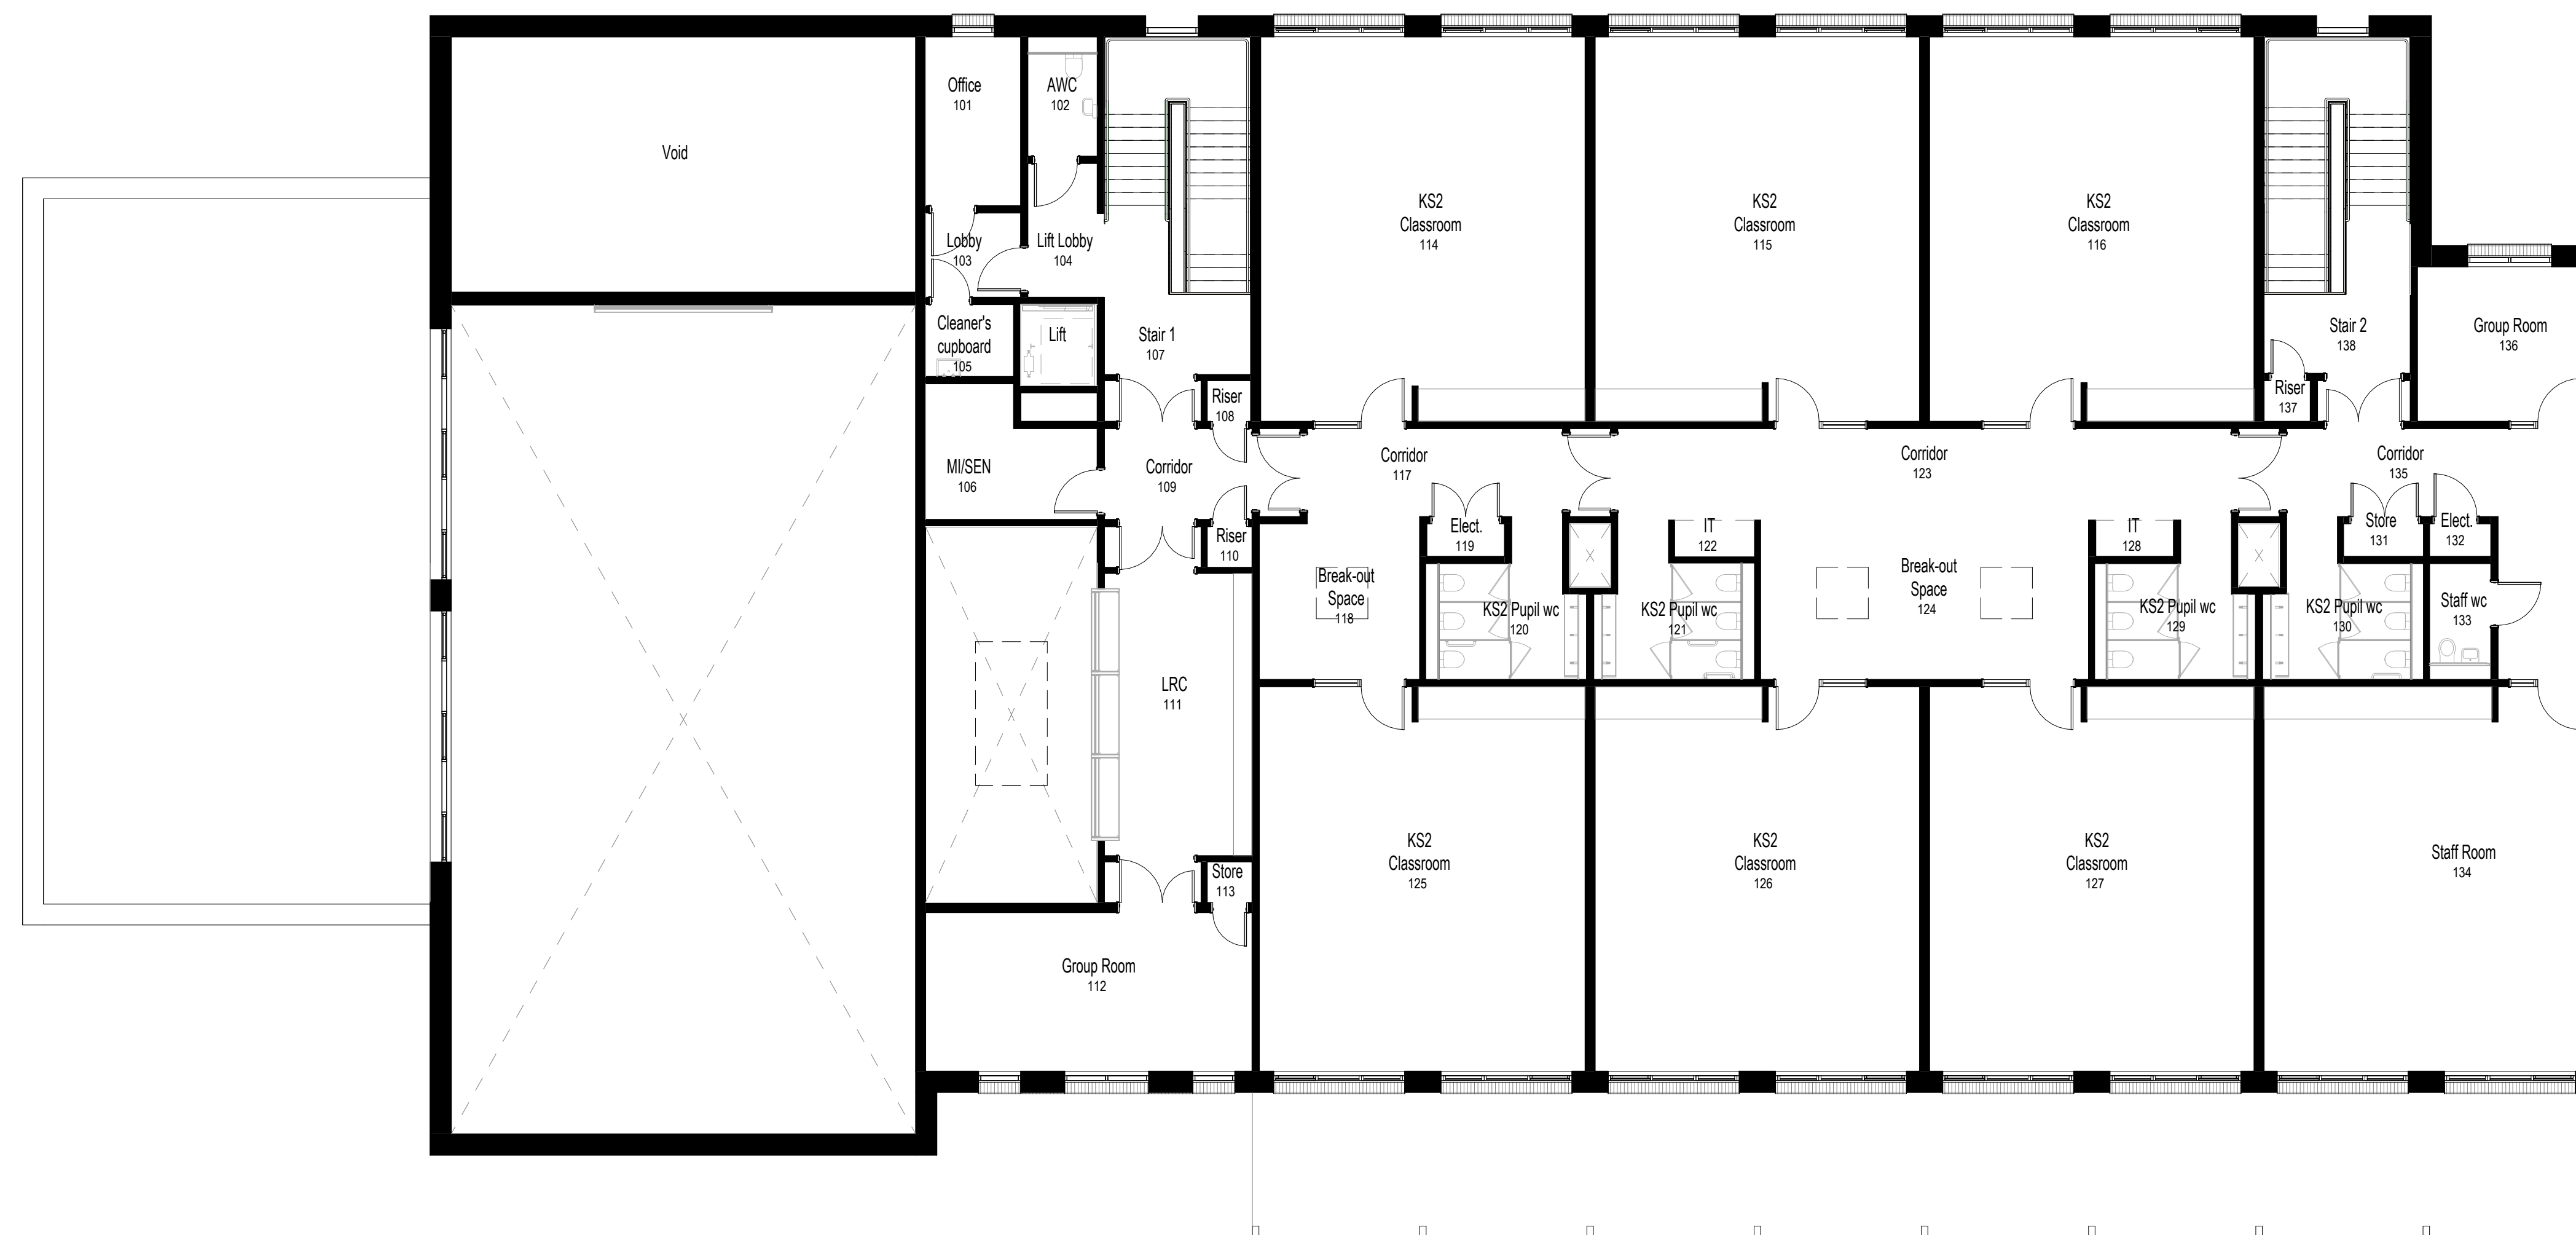 Office
101
AWC
102
Void
KS2
Classroom
114
KS2
Classroom
115
KS2
Classroom
116
Lobby
103
Lift Lobby
104
Cleaner's
cupboard
105
Lift
Stair 1
107
Stair 2
138
Group Room
136
Riser
108
Riser
137
MI/SEN
106
Corridor
109
Corridor
117
Corridor
123
Corridor
135
Riser
110
Elect.
119
IT
122
IT
128
Store
131
Elect.
132
Break-out
Space
118
KS2 Pupil wc
120
KS2 Pupil wc
121
Break-out
Space
124
KS2 Pupil wc
129
KS2 Pupil wc
130
Staff wc
133
LRC
111
KS2
Classroom
125
KS2
Classroom
126
KS2
Classroom
127
Staff Room
134
Store
113
Group Room
112